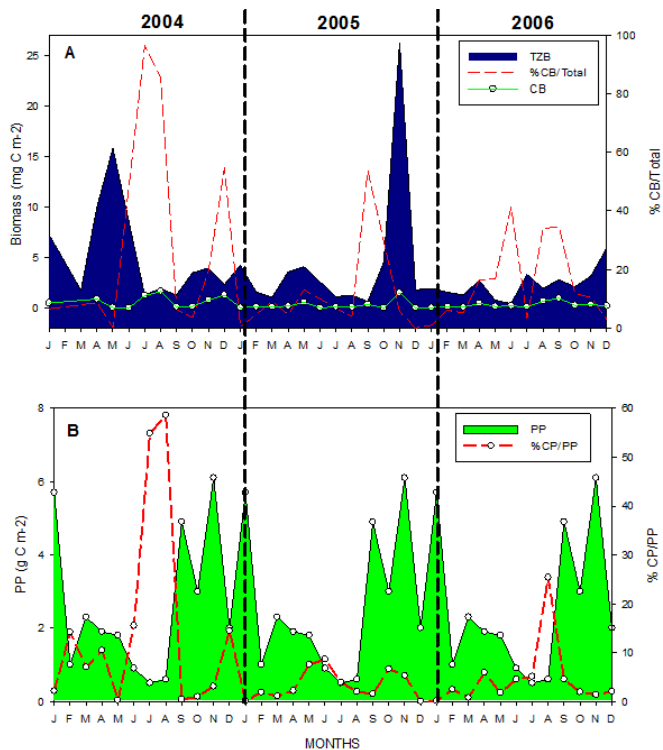 2004 2005 2006
A
TZB
%CB/Total
CB
Biomass (mg C m-2)
25
20
15
10
5
0
% CB/Total
100
80
60
40
20
0
J F M A M J J A S O N D J F M A M J J A S O N D J F M A M J J A S O N D
B
PP
%CP/PP
PP (g C m-2)
8
6
4
2
0
% CP/PP
60
50
40
30
20
10
0
J F M A M J J A S O N D J F M A M J J A S O N D J F M A M J J A S O N D
MONTHS